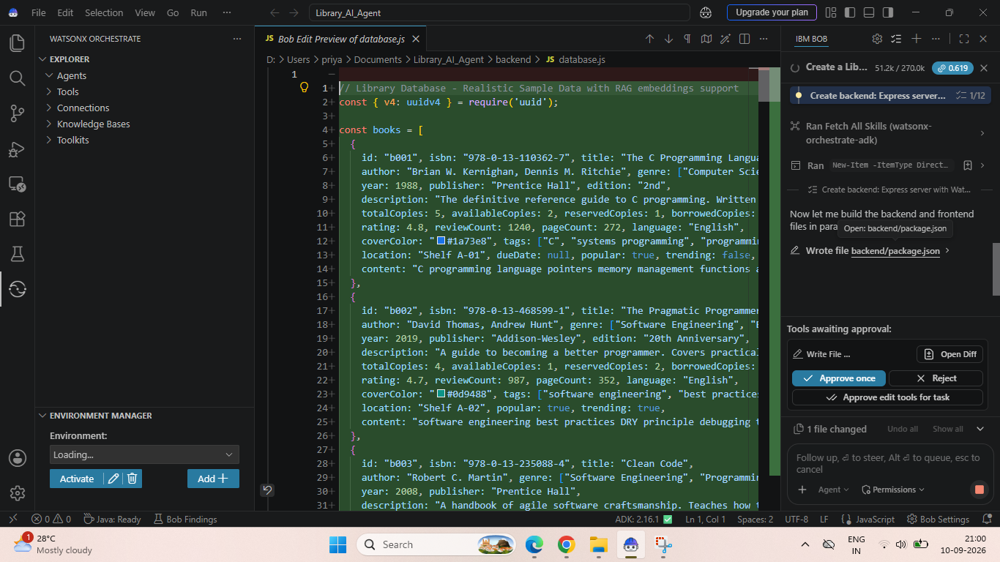 File Edit Selection View Go Run ···
Library_AI_Agent
Upgrade your plan
WATSONX ORCHESTRATE
EXPLORER
Agents
Tools
Connections
Knowledge Bases
Toolkits
ENVIRONMENT MANAGER
Environment:
Loading...
Activate
Add
JS Bob Edit Preview of database.js
D: > Users > priya > Documents > Library_AI_Agent > backend > JS database.js
1 −
1+ // Library Database - Realistic Sample Data with RAG embeddings support
2+ const { v4: uuidv4 } = require('uuid');
3+
4+ const books = [
5+ {
6+ id: "b001", isbn: "978-0-13-110362-7", title: "The C Programming Langua
7+ author: "Brian W. Kernighan, Dennis M. Ritchie", genre: ["Computer Scie
8+ year: 1988, publisher: "Prentice Hall", edition: "2nd",
9+ description: "The definitive reference guide to C programming. Written
10+ totalCopies: 5, availableCopies: 2, reservedCopies: 1, borrowedCopies:
11+ rating: 4.8, reviewCount: 1240, pageCount: 272, language: "English",
12+ coverColor: "#1a73e8", tags: ["C", "systems programming", "programmin
13+ location: "Shelf A-01", dueDate: null, popular: true, trending: false,
14+ content: "C programming language pointers memory management functions a
15+ },
16+ {
17+ id: "b002", isbn: "978-0-13-468599-1", title: "The Pragmatic Programmer
18+ author: "David Thomas, Andrew Hunt", genre: ["Software Engineering", "B
19+ year: 2019, publisher: "Addison-Wesley", edition: "20th Anniversary",
20+ description: "A guide to becoming a better programmer. Covers practical
21+ totalCopies: 4, availableCopies: 1, reservedCopies: 2, borrowedCopies:
22+ rating: 4.7, reviewCount: 987, pageCount: 352, language: "English",
23+ coverColor: "#0d9488", tags: ["software engineering", "best practices
24+ location: "Shelf A-02", popular: true, trending: true,
25+ content: "software engineering best practices DRY principle debugging t
26+ },
27+ {
28+ id: "b003", isbn: "978-0-13-235088-4", title: "Clean Code",
29+ author: "Robert C. Martin", genre: ["Software Engineering", "Programmin
30+ year: 2008, publisher: "Prentice Hall",
31+ description: "A handbook of agile software craftsmanship. Teaches how t
IBM BOB
Create a Lib... 51.2k / 270.0k 0.619
Create backend: Express server... 1/12
Ran Fetch All Skills (watsonx-
orchestrate-adk)
Ran New-Item -ItemType Direct...
Create backend: Express server with Wat...
Now let me build the backend and frontend
files in para
Open: backend/package.json
Wrote file backend/package.json
Tools awaiting approval:
Write File ... Open Diff
Approve once Reject
Approve edit tools for task
1 file changed Undo all Show all
Follow up, ⏎ to steer, Alt ⏎ to queue, esc to
cancel
Agent Permissions
0 0 Java: Ready Bob Findings ADK: 2.16.1 ✅ Ln 1, Col 1 Spaces: 2 UTF-8 LF JavaScript Bob Settings
1 28°C
Mostly cloudy
Search
ENG
IN
21:00
10-09-2026